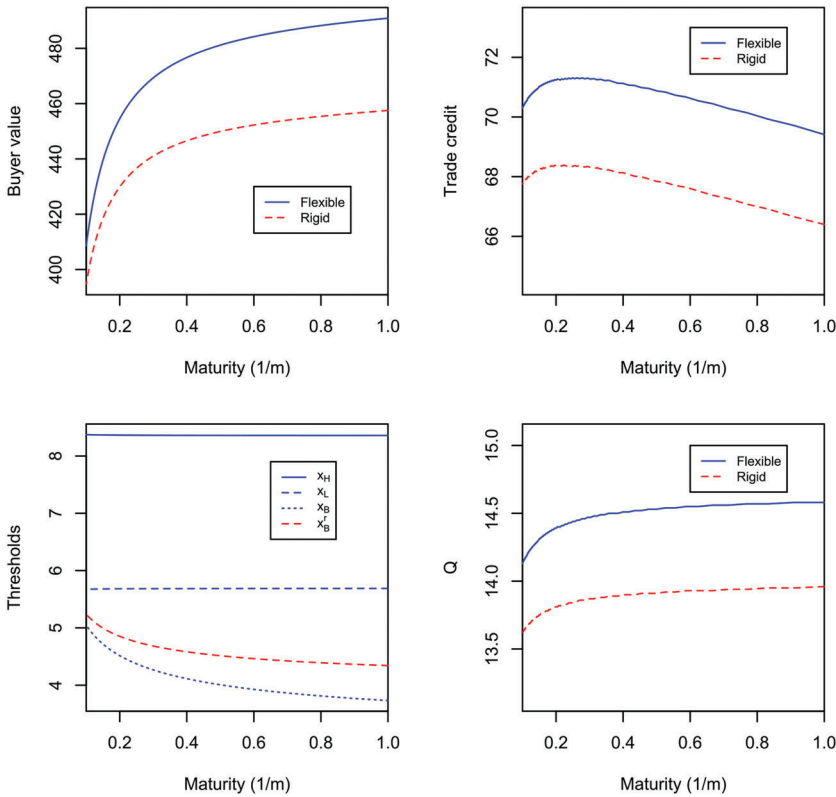 Buyer value
480
460
440
420
400
Flexible
Rigid
0.2 0.4 0.6 0.8 1.0
Maturity (1/m)
Trade credit
72
70
68
66
Flexible
Rigid
0.2 0.4 0.6 0.8 1.0
Maturity (1/m)
Thresholds
8
7
6
5
4
x_H
x_L
x_B
x_B^r
0.2 0.4 0.6 0.8 1.0
Maturity (1/m)
Q
15.0
14.5
14.0
13.5
Flexible
Rigid
0.2 0.4 0.6 0.8 1.0
Maturity (1/m)